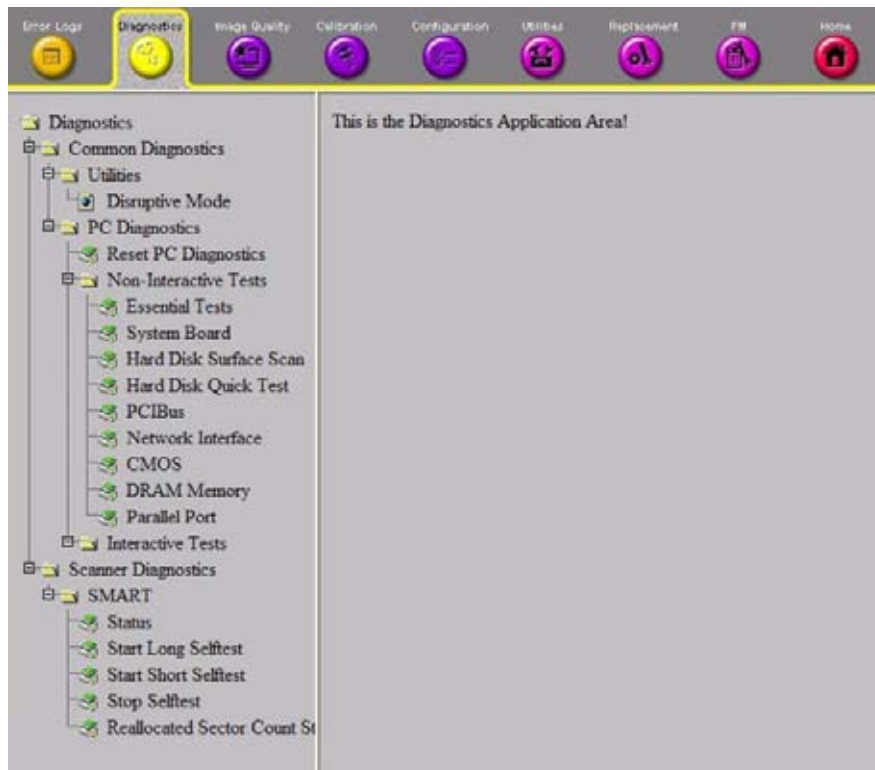 Error Logs Diagnostics Image Quality Calibration Configuration Utilities Replacement PM Home
Diagnostics
This is the Diagnostics Application Area!
Common Diagnostics
Utilities
Disruptive Mode
PC Diagnostics
Reset PC Diagnostics
Non-Interactive Tests
Essential Tests
System Board
Hard Disk Surface Scan
Hard Disk Quick Test
PCIBus
Network Interface
CMOS
DRAM Memory
Parallel Port
Interactive Tests
Scanner Diagnostics
SMART
Status
Start Long Selftest
Start Short Selftest
Stop Selftest
Reallocated Sector Count St